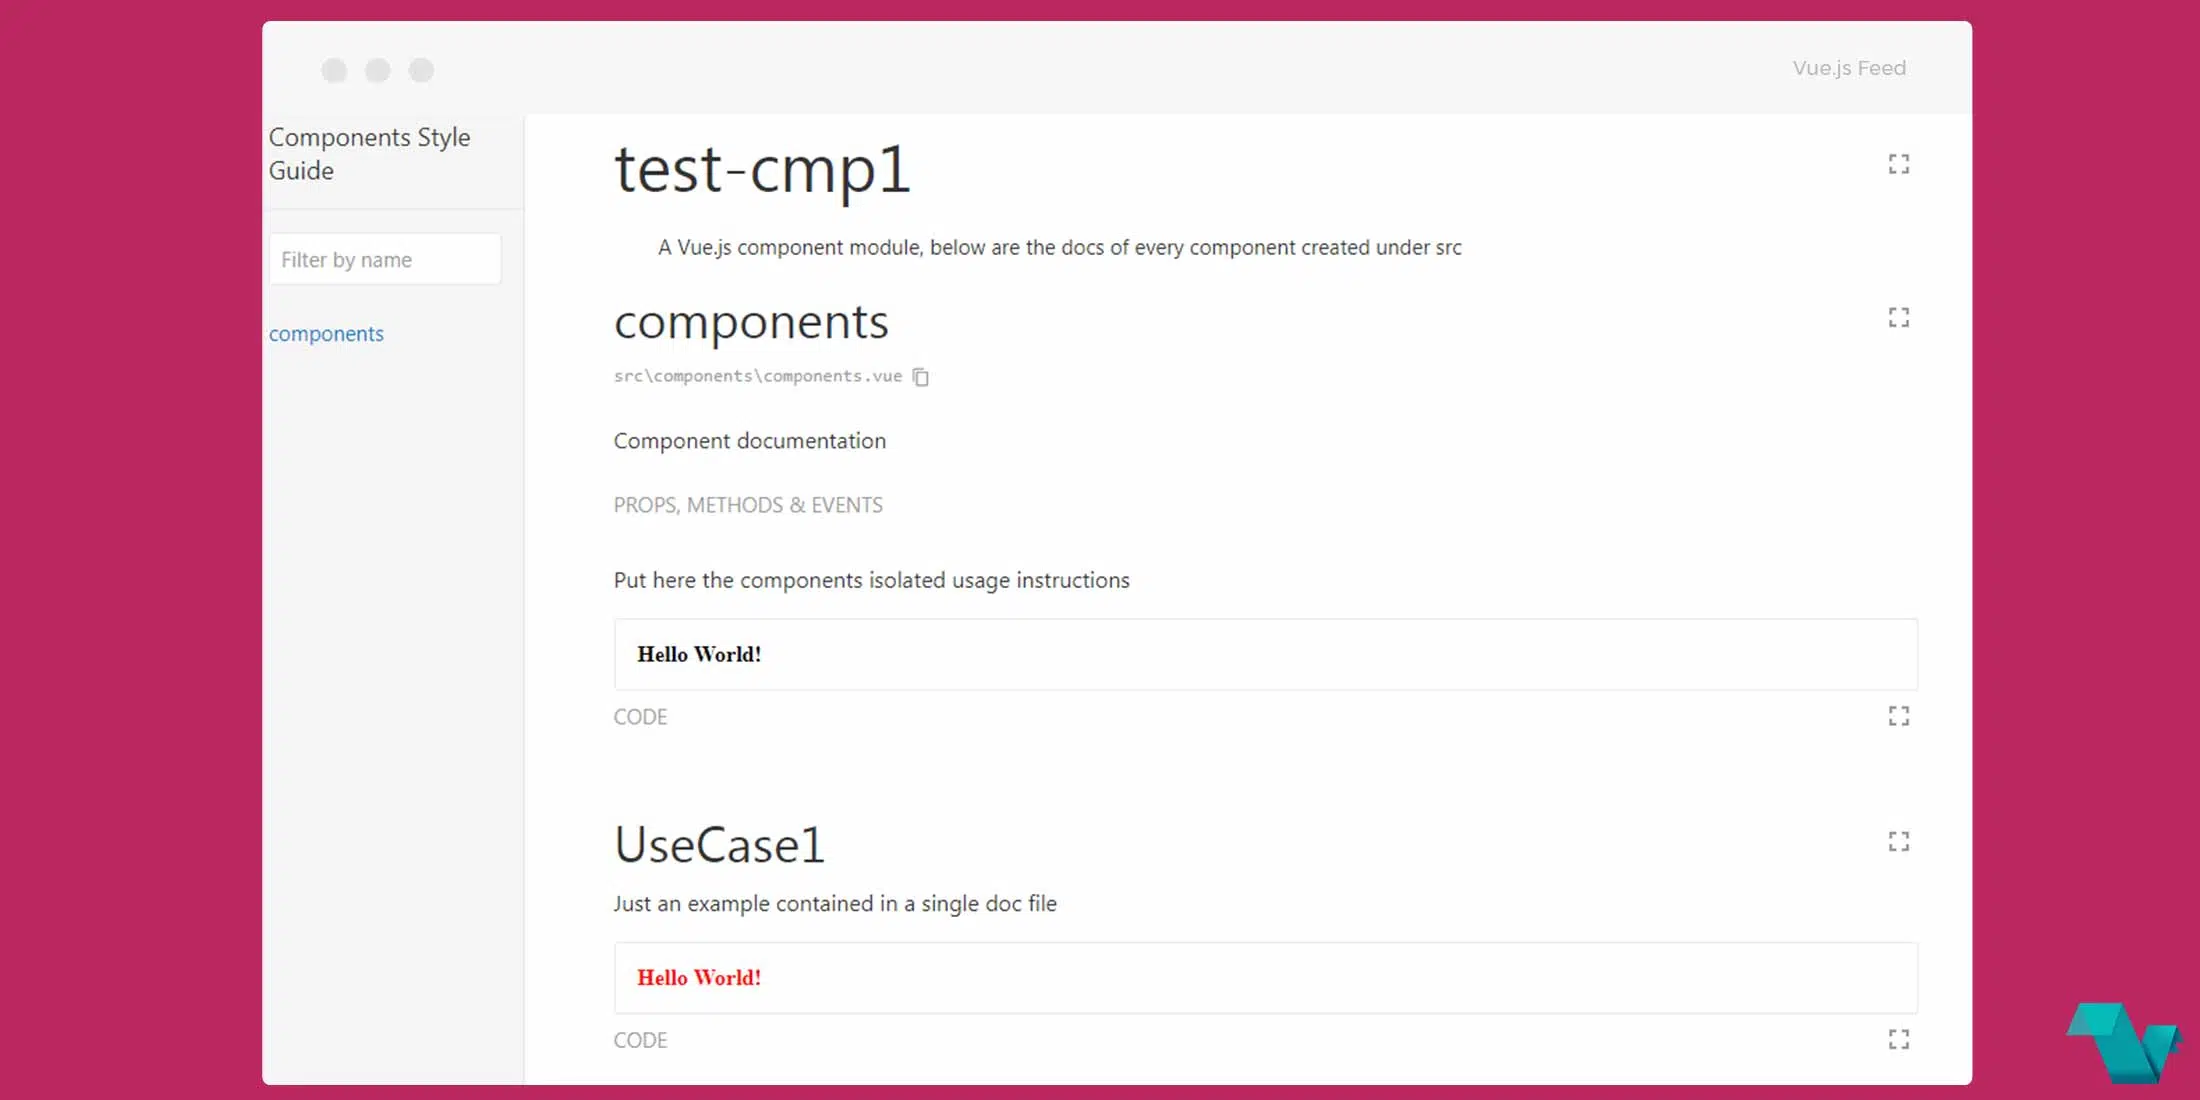 Vue.js Feed
Components Style
Guide
Filter by name
components
test-cmp1
A Vue.js component module, below are the docs of every component created under src
components
src\components\components.vue
Component documentation
PROPS, METHODS & EVENTS
Put here the components isolated usage instructions
Hello World!
CODE
UseCase1
Just an example contained in a single doc file
Hello World!
CODE